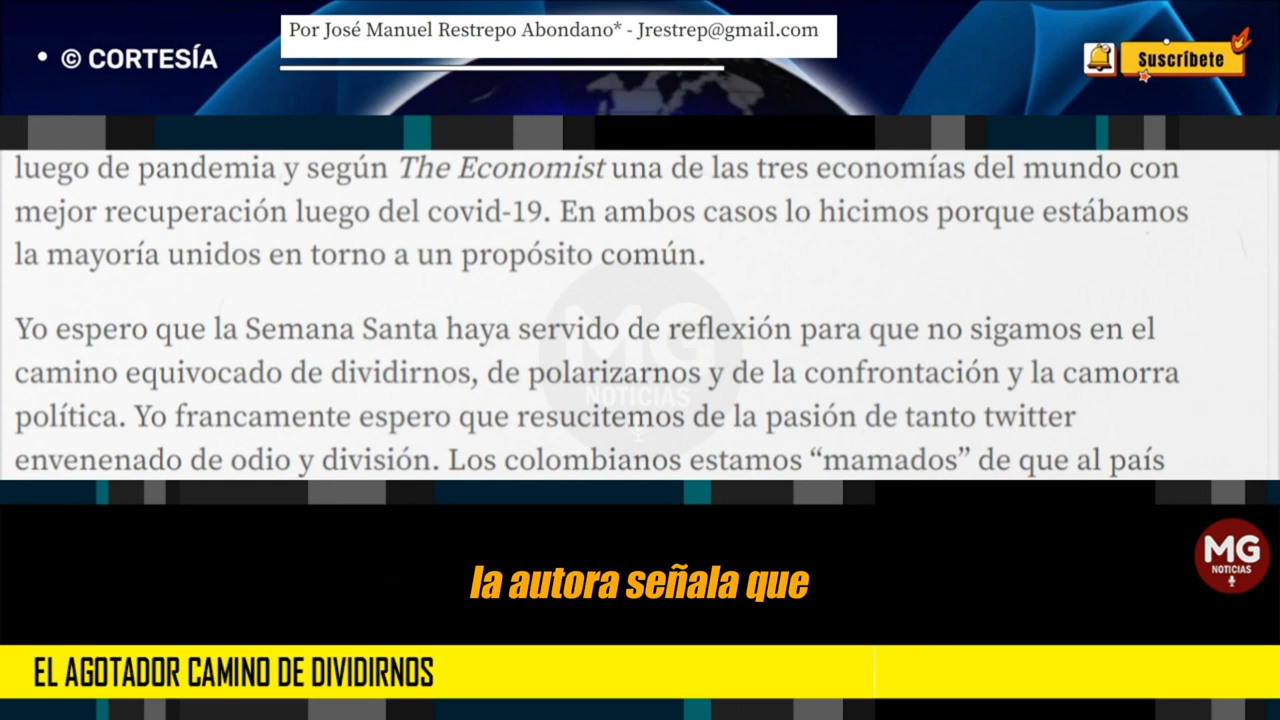 • © CORTESÍA
Por José Manuel Restrepo Abondano* - Jrestrep@gmail.com
Suscríbete
luego de pandemia y según The Economist una de las tres economías del mundo con
mejor recuperación luego del covid-19. En ambos casos lo hicimos porque estábamos
la mayoría unidos en torno a un propósito común.
Yo espero que la Semana Santa haya servido de reflexión para que no sigamos en el
camino equivocado de dividirnos, de polarizarnos y de la confrontación y la camorra
política. Yo francamente espero que resucitemos de la pasión de tanto twitter
envenenado de odio y división. Los colombianos estamos “mamados” de que al país
MG
NOTICIAS
la autora señala que
MG
NOTICIAS
EL AGOTADOR CAMINO DE DIVIDIRNOS